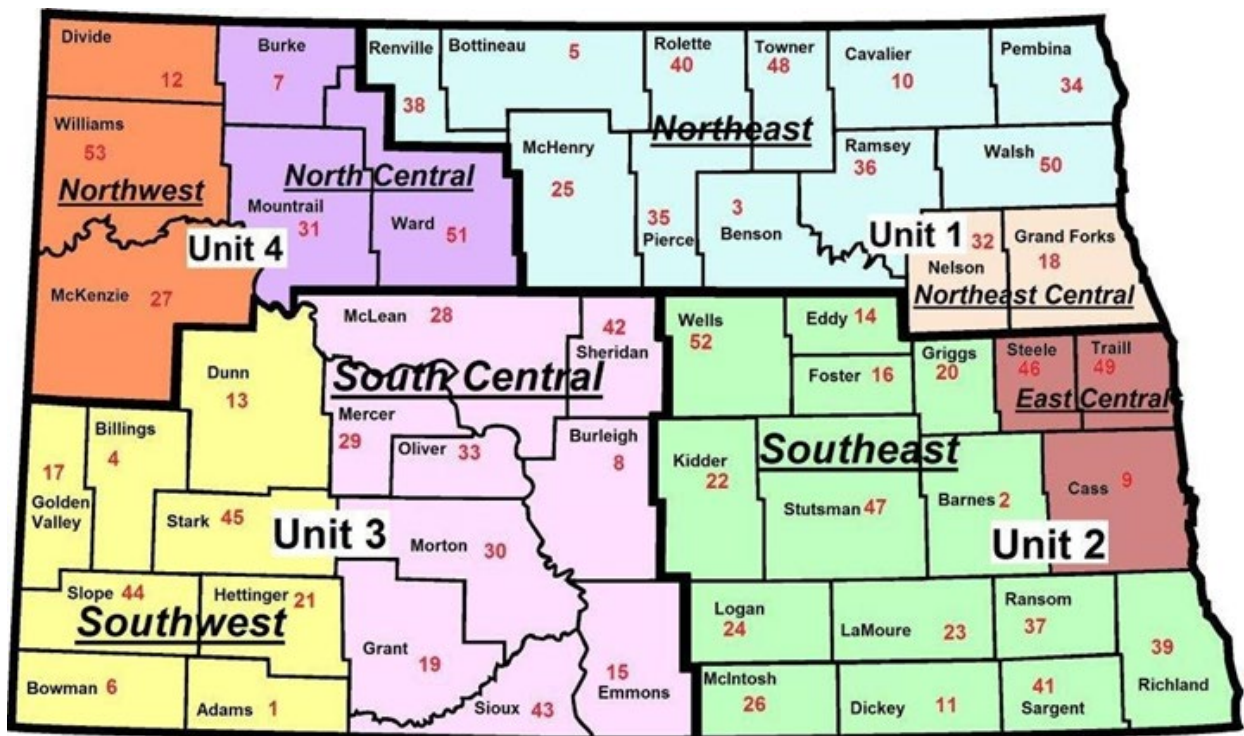 Divide
12
Burke
7
Renville
38
Bottineau
5
Rolette
40
Towner
48
Cavalier
10
Pembina
34
Williams
53
Northwest
North Central
Mountrail
31
Ward
51
McHenry
25
Northeast
Ramsey
36
Walsh
50
35
Pierce
3
Benson
Unit 4
Unit 1
32
Nelson
Grand Forks
18
Northeast Central
McKenzie
27
McLean 28
42
Sheridan
Wells
52
Eddy 14
Foster 16
Griggs
20
Steele
46
Traill
49
East Central
Dunn
13
South Central
Mercer
29
Oliver 33
Burleigh
8
Billings
4
17
Golden
Valley
Stark 45
Unit 3
Morton
30
Kidder
22
Southeast
Stutsman 47
Barnes 2
Cass 9
Unit 2
Slope 44
Hettinger 21
Southwest
Grant
19
Logan
24
LaMoure 23
Ransom
37
39
Richland
Bowman 6
Adams 1
Sioux 43
15
Emmons
McIntosh
26
Dickey 11
41
Sargent